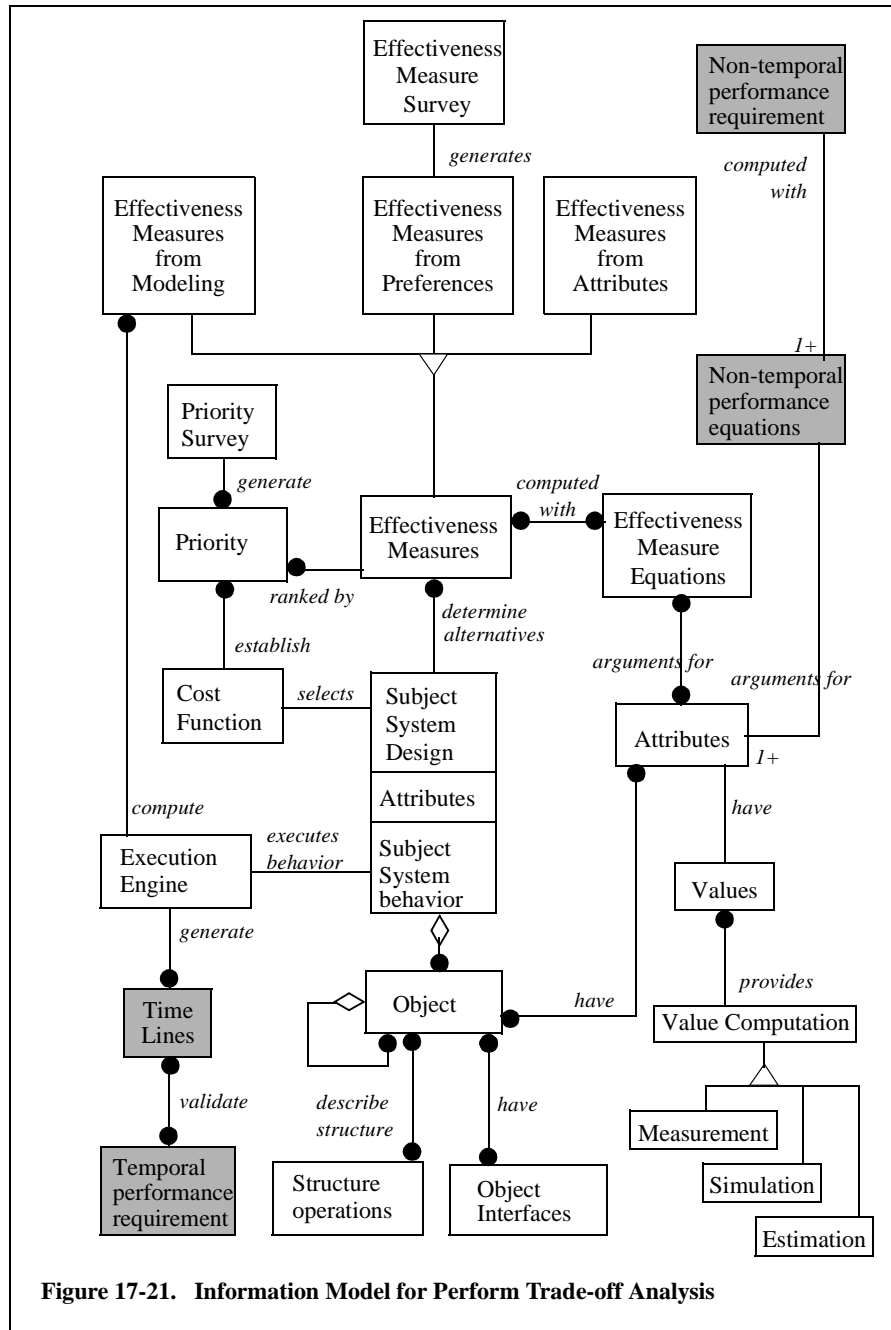 Effectiveness
Measure
Survey
Non-temporal
performance
requirement
generates
computed
with
Effectiveness
Measures
from
Modeling
Effectiveness
Measures
from
Preferences
Effectiveness
Measures
from
Attributes
1+
Non-temporal
performance
equations
Priority
Survey
generate
computed
with
Priority
Effectiveness
Measures
Effectiveness
Measure
Equations
ranked by
determine
alternatives
establish
arguments for
arguments for
Cost
Function
selects
Subject
System
Design
Attributes
1+
Attributes
have
compute
executes
behavior
Execution
Engine
Subject
System
behavior
Values
generate
provides
Time
Lines
Object
have
Value Computation
validate
describe
structure
have
Measurement
Temporal
performance
requirement
Structure
operations
Object
Interfaces
Simulation
Estimation
Figure 17-21. Information Model for Perform Trade-off Analysis